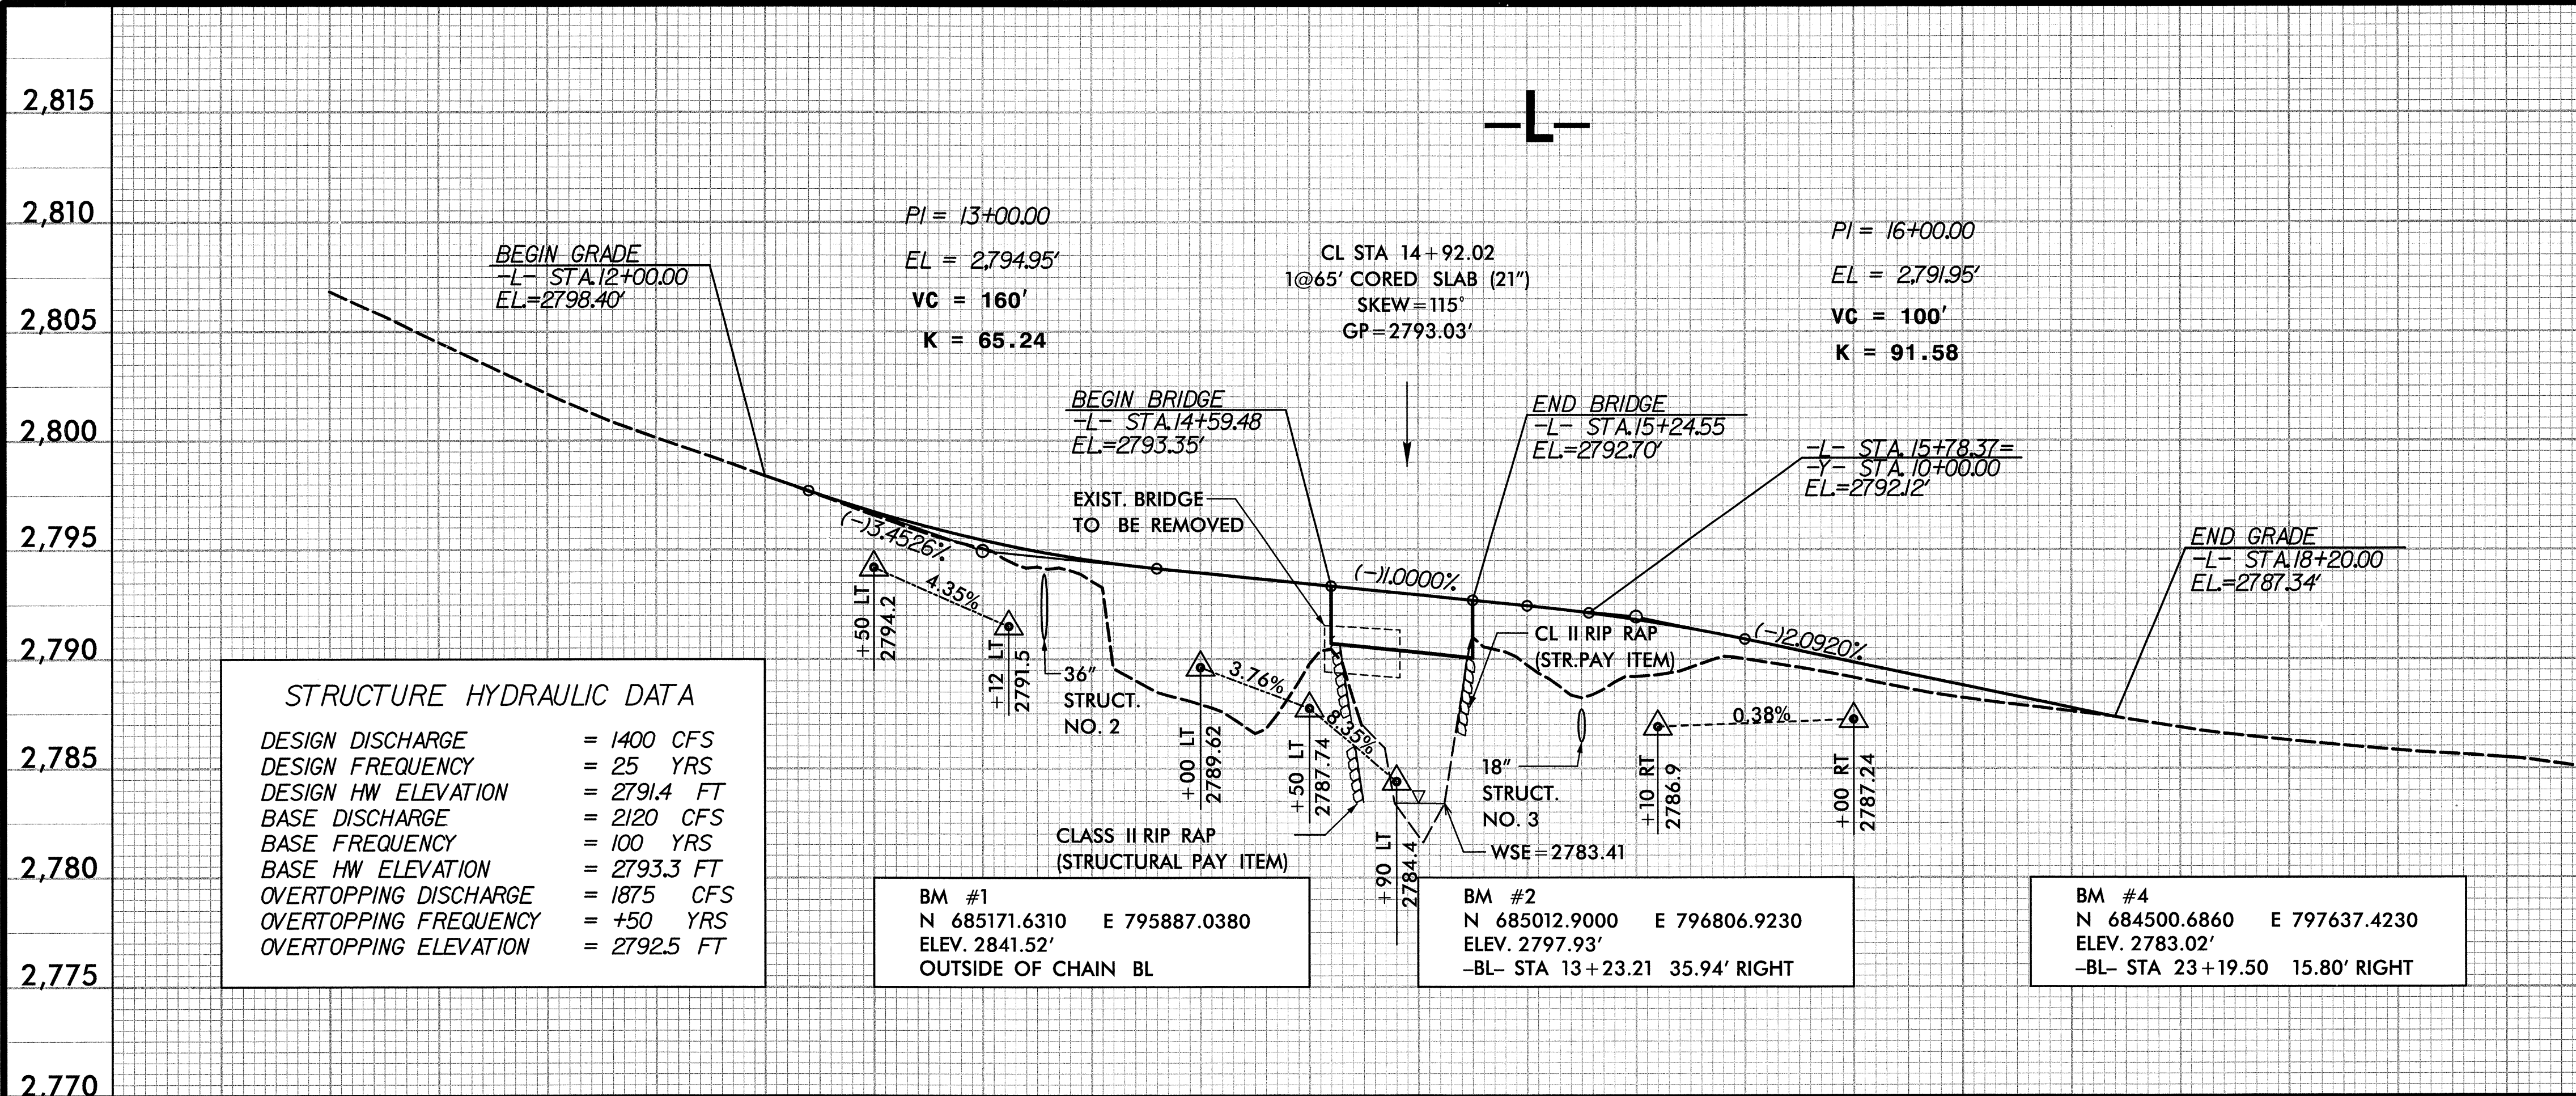 2,815
2,810
2,805
2,800
2,795
2,790
2,785
2,780
2,775
2,770
-L-
BEGIN GRADE
-L- STA.12+00.00
EL.=2798.40'
PI = 13+00.00
EL = 2,794.95'
VC = 160'
K = 65.24
CL STA 14+92.02
1@65' CORED SLAB (21")
SKEW=115°
GP=2793.03'
PI = 16+00.00
EL = 2,791.95'
VC = 100'
K = 91.58
BEGIN BRIDGE
-L- STA.14+59.48
EL.=2793.35'
END BRIDGE
-L- STA.15+24.55
EL.=2792.70'
-L- STA.15+78.37=
-Y- STA.10+00.00
EL.=2792.12'
EXIST. BRIDGE
TO BE REMOVED
END GRADE
-L- STA.18+20.00
EL.=2787.34'
(-)3.4526%
(-)1.0000%
(-)2.0920%
+50 LT
2794.2
4.35%
+12 LT
2791.5
36"
STRUCT.
NO. 2
+00 LT
2789.62
3.76%
+50 LT
2787.74
8.35%
+90 LT
2784.4
CL II RIP RAP
(STR.PAY ITEM)
18"
STRUCT.
NO. 3
+10 RT
2786.9
0.38%
+00 RT
2787.24
CLASS II RIP RAP
(STRUCTURAL PAY ITEM)
WSE=2783.41
STRUCTURE HYDRAULIC DATA
DESIGN DISCHARGE = 1400 CFS
DESIGN FREQUENCY = 25 YRS
DESIGN HW ELEVATION = 2791.4 FT
BASE DISCHARGE = 2120 CFS
BASE FREQUENCY = 100 YRS
BASE HW ELEVATION = 2793.3 FT
OVERTOPPING DISCHARGE = 1875 CFS
OVERTOPPING FREQUENCY = +50 YRS
OVERTOPPING ELEVATION = 2792.5 FT
BM #1
N 685171.6310 E 795887.0380
ELEV. 2841.52'
OUTSIDE OF CHAIN BL
BM #2
N 685012.9000 E 796806.9230
ELEV. 2797.93'
-BL- STA 13+23.21 35.94' RIGHT
BM #4
N 684500.6860 E 797637.4230
ELEV. 2783.02'
-BL- STA 23+19.50 15.80' RIGHT